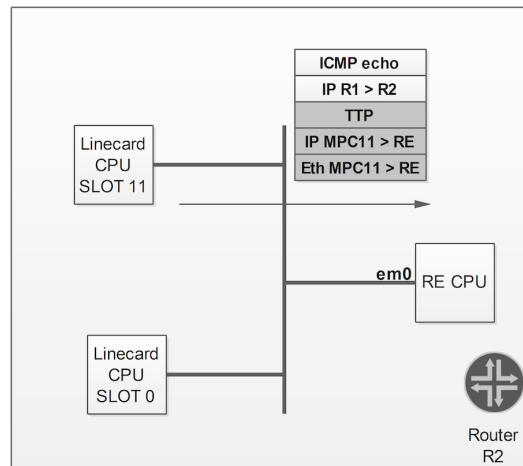 ICMP echo
IP R1 > R2
TTP
IP MPC11 > RE
Eth MPC11 > RE
Linecard
CPU
SLOT 11
em0
RE CPU
Linecard
CPU
SLOT 0
Router
R2